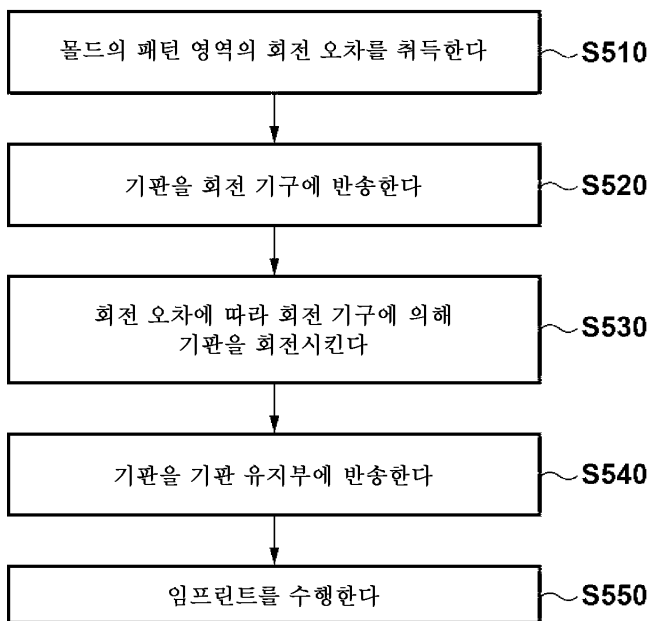 몰드의 패턴 영역의 회전 오차를 취득한다
S510
기판을 회전 기구에 반송한다
S520
회전 오차에 따라 회전 기구에 의해
기판을 회전시킨다
S530
기판을 기판 유지부에 반송한다
S540
임프린트를 수행한다
S550